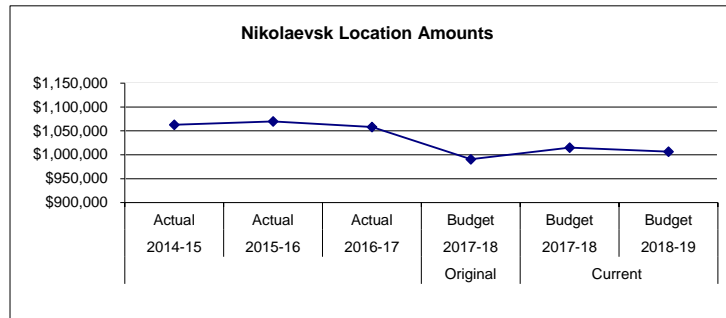 Nikolaevsk Location Amounts
$1,150,000
$1,100,000
$1,050,000
$1,000,000
$950,000
$900,000
Actual Actual Actual Budget Budget Budget
2014-15 2015-16 2016-17 2017-18 2017-18 2018-19
Original Current